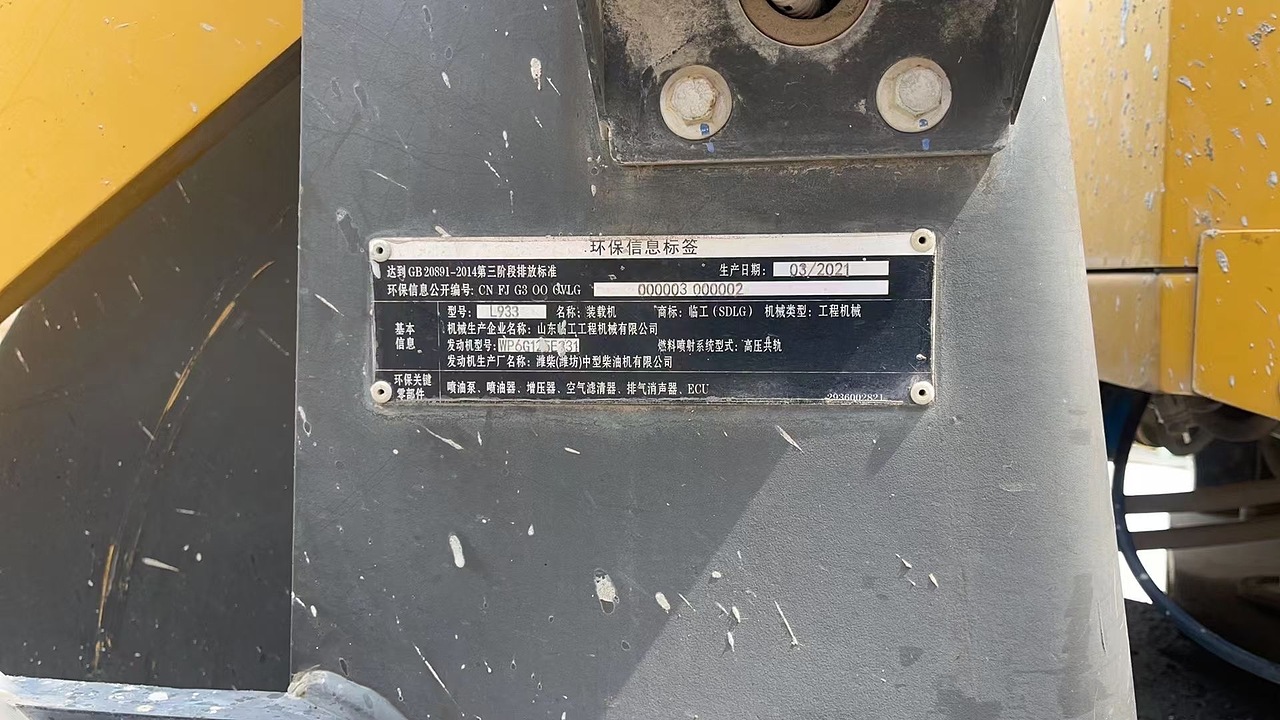 环保信息标签
达到GB 20891-2014第三阶段排放标准 生产日期: 03/2021
环保信息公开编号: CN FJ G3 00 0VLG 000003 000002
基本信息
型号: L933 名称: 装载机 商标: 临工(SDLG) 机械类型: 工程机械
机械生产企业名称: 山东临工工程机械有限公司
发动机型号: WP6G125E331 燃料喷射系统型式: 高压共轨
发动机生产厂名称: 潍柴(潍坊)中型柴油机有限公司
环保关键零部件
喷油泵、喷油器、增压器、空气滤清器、排气消声器、ECU
2936002821